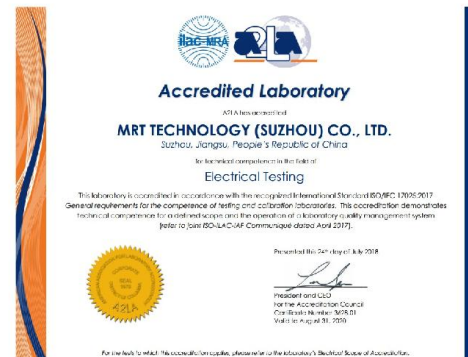 ilac-MRA
A2LA
Accredited Laboratory
A2LA has accredited
MRT TECHNOLOGY (SUZHOU) CO., LTD.
Suzhou, Jiangsu, People's Republic of China
for technical competence in the field of
Electrical Testing
This laboratory is accredited in accordance with the recognized International Standard ISO/IEC 17025:2017
General requirements for the competence of testing and calibration laboratories. This accreditation demonstrates
technical competence for a defined scope and the operation of a laboratory quality management system
(refer to joint ISO-ILAC-IAF Communiqué dated April 2017).
Presented this 24th day of July 2018
President and CEO
For the Accreditation Council
Certificate Number 3628.01
Valid to August 31, 2020
SEAL
A2LA
For the tests to which this accreditation applies, please refer to the laboratory's Electrical Scope of Accreditation.